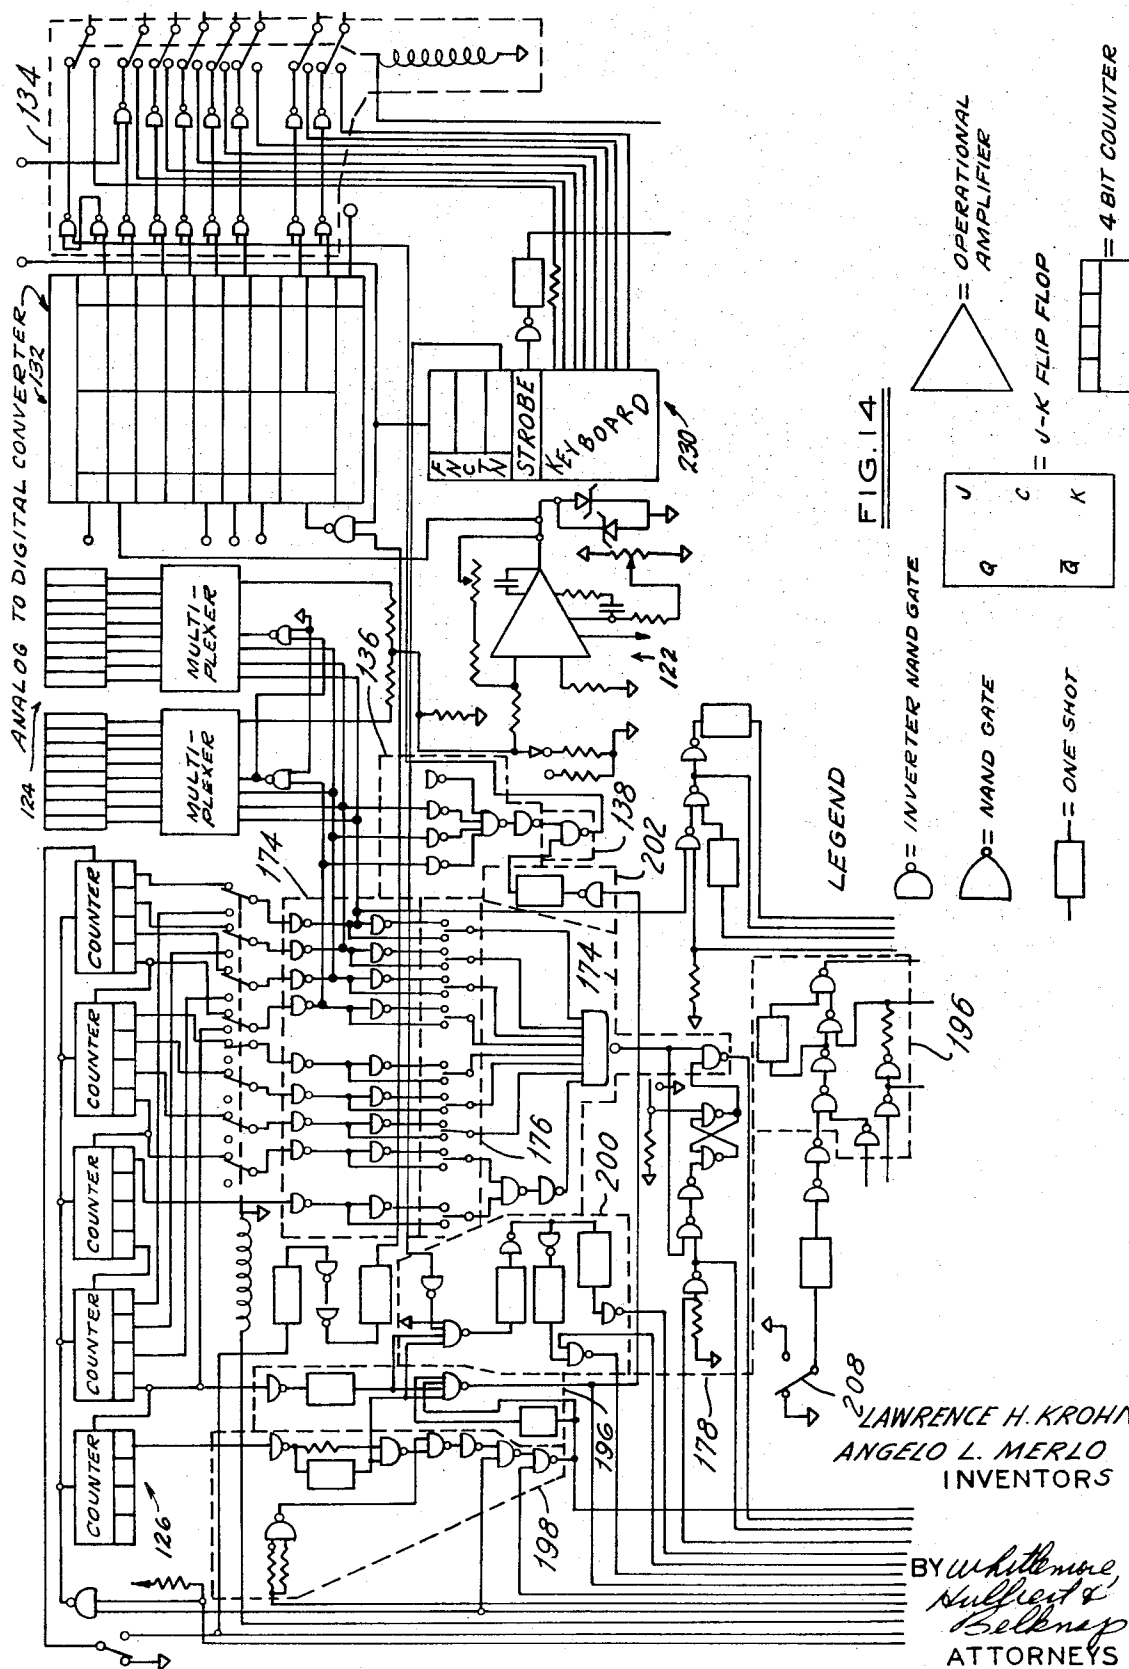 134
ANALOG TO DIGITAL CONVERTER
132
124
MULTI-
PLEXER
MULTI-
PLEXER
COUNTER
COUNTER
COUNTER
COUNTER
COUNTER
126
174
136
138
202
174
176
200
196
198
178
196
208
122
FNCTN
STROBE
KEYBOARD
230
FIG.14
LEGEND
= INVERTER NAND GATE
= NAND GATE
= ONE SHOT
= OPERATIONAL
AMPLIFIER
J
Q
C
Q̅
K
= J-K FLIP FLOP
= 4 BIT COUNTER
LAWRENCE H. KROHN
ANGELO L. MERLO
INVENTORS
BY Whittemore,
Hulbert &
Belknap
ATTORNEYS